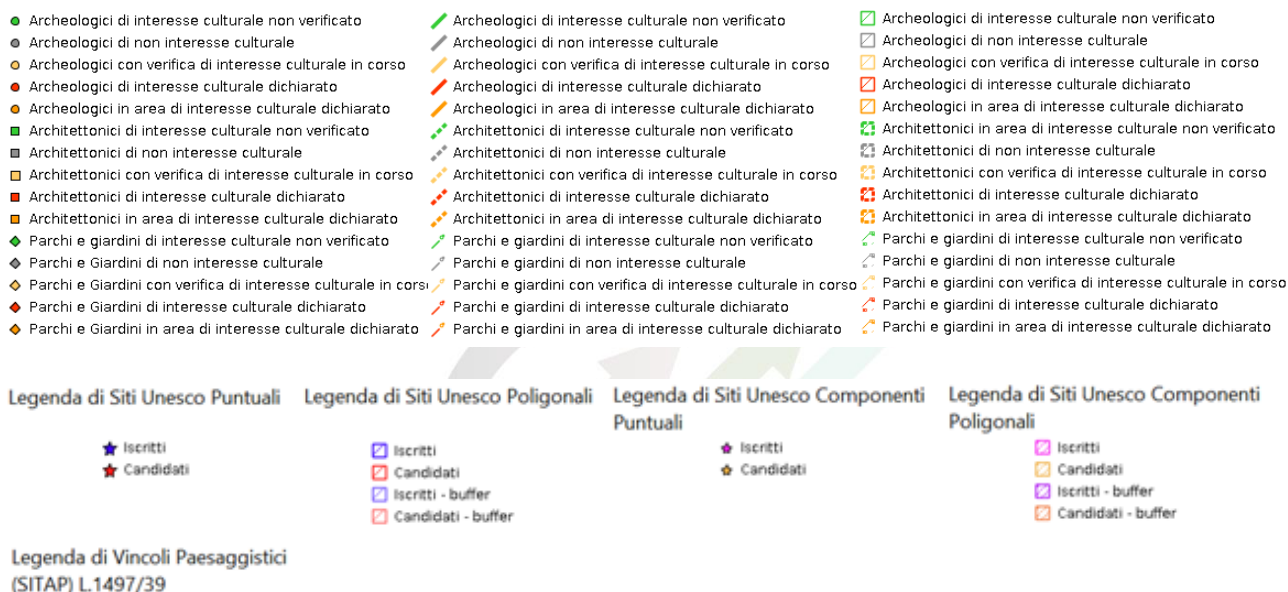 Archeologici di interesse culturale non verificato
Archeologici di non interesse culturale
Archeologici con verifica di interesse culturale in corso
Archeologici di interesse culturale dichiarato
Archeologici in area di interesse culturale dichiarato
Architettonici di interesse culturale non verificato
Architettonici di non interesse culturale
Architettonici con verifica di interesse culturale in corso
Architettonici di interesse culturale dichiarato
Architettonici in area di interesse culturale dichiarato
Parchi e giardini di interesse culturale non verificato
Parchi e Giardini di non interesse culturale
Parchi e Giardini con verifica di interesse culturale in corso
Parchi e Giardini di interesse culturale dichiarato
Parchi e Giardini in area di interesse culturale dichiarato
Archeologici di interesse culturale non verificato
Archeologici di non interesse culturale
Archeologici con verifica di interesse culturale in corso
Archeologici di interesse culturale dichiarato
Archeologici in area di interesse culturale dichiarato
Architettonici di interesse culturale non verificato
Architettonici di non interesse culturale
Architettonici con verifica di interesse culturale in corso
Architettonici di interesse culturale dichiarato
Architettonici in area di interesse culturale dichiarato
Parchi e giardini di interesse culturale non verificato
Parchi e giardini di non interesse culturale
Parchi e giardini con verifica di interesse culturale in corso
Parchi e giardini di interesse culturale dichiarato
Parchi e giardini in area di interesse culturale dichiarato
Archeologici di interesse culturale non verificato
Archeologici di non interesse culturale
Archeologici con verifica di interesse culturale in corso
Archeologici di interesse culturale dichiarato
Archeologici in area di interesse culturale dichiarato
Architettonici in area di interesse culturale non verificato
Architettonici di non interesse culturale
Architettonici con verifica di interesse culturale in corso
Architettonici di interesse culturale dichiarato
Architettonici in area di interesse culturale dichiarato
Parchi e giardini di interesse culturale non verificato
Parchi e giardini di non interesse culturale
Parchi e giardini con verifica di interesse culturale in corso
Parchi e giardini di interesse culturale dichiarato
Parchi e giardini in area di interesse culturale dichiarato
Legenda di Siti Unesco Puntuali
Iscritti
Candidati
Legenda di Siti Unesco Poligonali
Iscritti
Candidati
Iscritti - buffer
Candidati - buffer
Legenda di Siti Unesco Componenti
Puntuali
Iscritti
Candidati
Legenda di Siti Unesco Componenti
Poligonali
Iscritti
Candidati
Iscritti - buffer
Candidati - buffer
Legenda di Vincoli Paesaggistici
(SITAP) L.1497/39